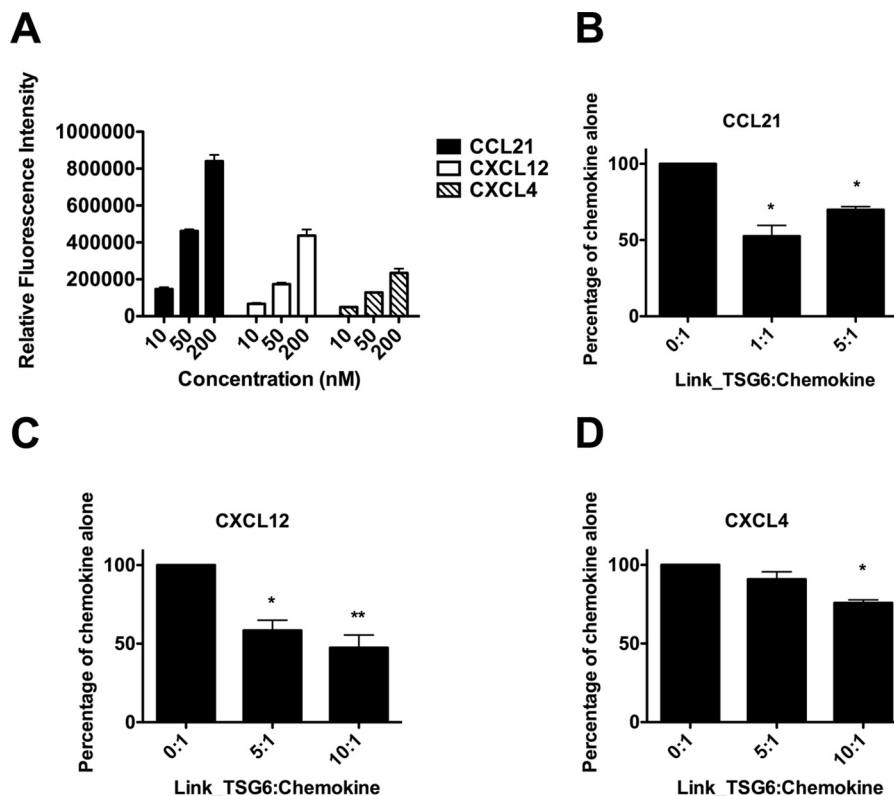 A
Relative Fluorescence Intensity
1000000
800000
600000
400000
200000
0
10
50
200
10
50
200
10
50
200
Concentration (nM)
CCL21
CXCL12
CXCL4
B
CCL21
Percentage of chemokine alone
100
50
0
*
*
0:1
1:1
5:1
Link_TSG6:Chemokine
C
CXCL12
Percentage of chemokine alone
100
50
0
*
**
0:1
5:1
10:1
Link_TSG6:Chemokine
D
CXCL4
Percentage of chemokine alone
100
50
0
*
0:1
5:1
10:1
Link_TSG6:Chemokine